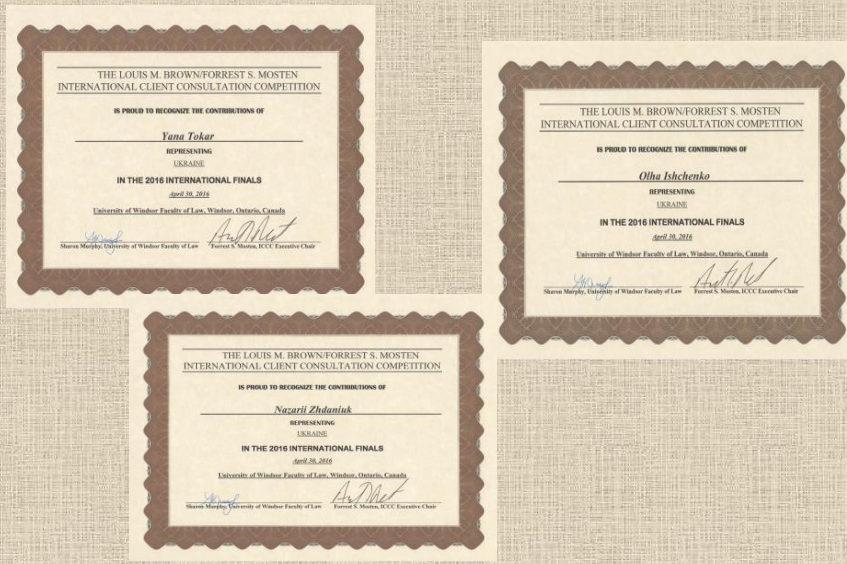 THE LOUIS M. BROWN/FORREST S. MOSTEN
INTERNATIONAL CLIENT CONSULTATION COMPETITION
IS PROUD TO RECOGNIZE THE CONTRIBUTIONS OF
Yana Tokar
REPRESENTING
UKRAINE
IN THE 2016 INTERNATIONAL FINALS
April 30, 2016
University of Windsor Faculty of Law, Windsor, Ontario, Canada
Sharon Murphy, University of Windsor Faculty of Law Forrest S. Mosten, ICCC Executive Chair
THE LOUIS M. BROWN/FORREST S. MOSTEN
INTERNATIONAL CLIENT CONSULTATION COMPETITION
IS PROUD TO RECOGNIZE THE CONTRIBUTIONS OF
Olha Ishchenko
REPRESENTING
UKRAINE
IN THE 2016 INTERNATIONAL FINALS
April 30, 2016
University of Windsor Faculty of Law, Windsor, Ontario, Canada
Sharon Murphy, University of Windsor Faculty of Law Forrest S. Mosten, ICCC Executive Chair
THE LOUIS M. BROWN/FORREST S. MOSTEN
INTERNATIONAL CLIENT CONSULTATION COMPETITION
IS PROUD TO RECOGNIZE THE CONTRIBUTIONS OF
Nazarii Zhdaniuk
REPRESENTING
UKRAINE
IN THE 2016 INTERNATIONAL FINALS
April 30, 2016
University of Windsor Faculty of Law, Windsor, Ontario, Canada
Sharon Murphy, University of Windsor Faculty of Law Forrest S. Mosten, ICCC Executive Chair